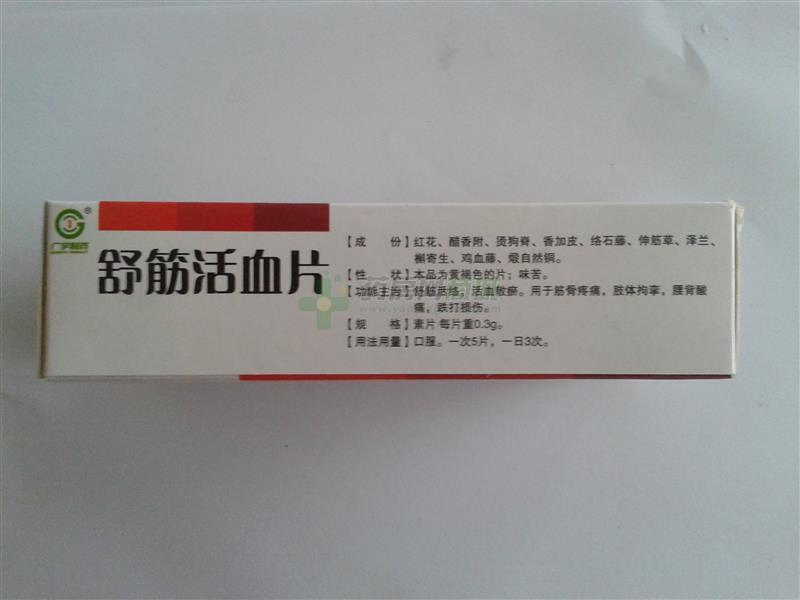 舒筋活血片
【成 份】红花、醋香附、烫狗脊、香加皮、络石藤、伸筋草、泽兰、
槲寄生、鸡血藤、煅自然铜。
【性 状】本品为黄褐色的片；味苦。
【功能主治】舒筋活络，活血散瘀。用于筋骨疼痛，肢体拘挛，腰背酸
痛，跌打损伤。
【规 格】素片 每片重0.3g。
【用法用量】口服。一次5片，一日3次。